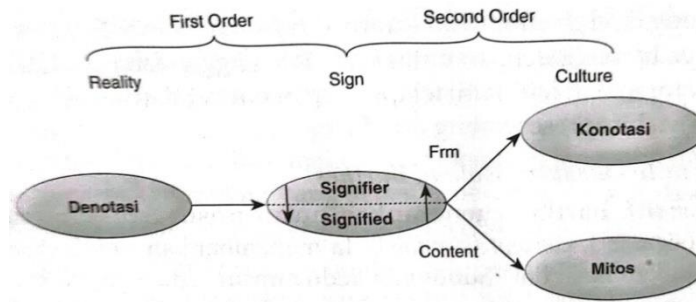 First Order Second Order
Reality Sign Culture
Konotasi
Frm
Denotasi
Signifier
Signified
Content
Mitos